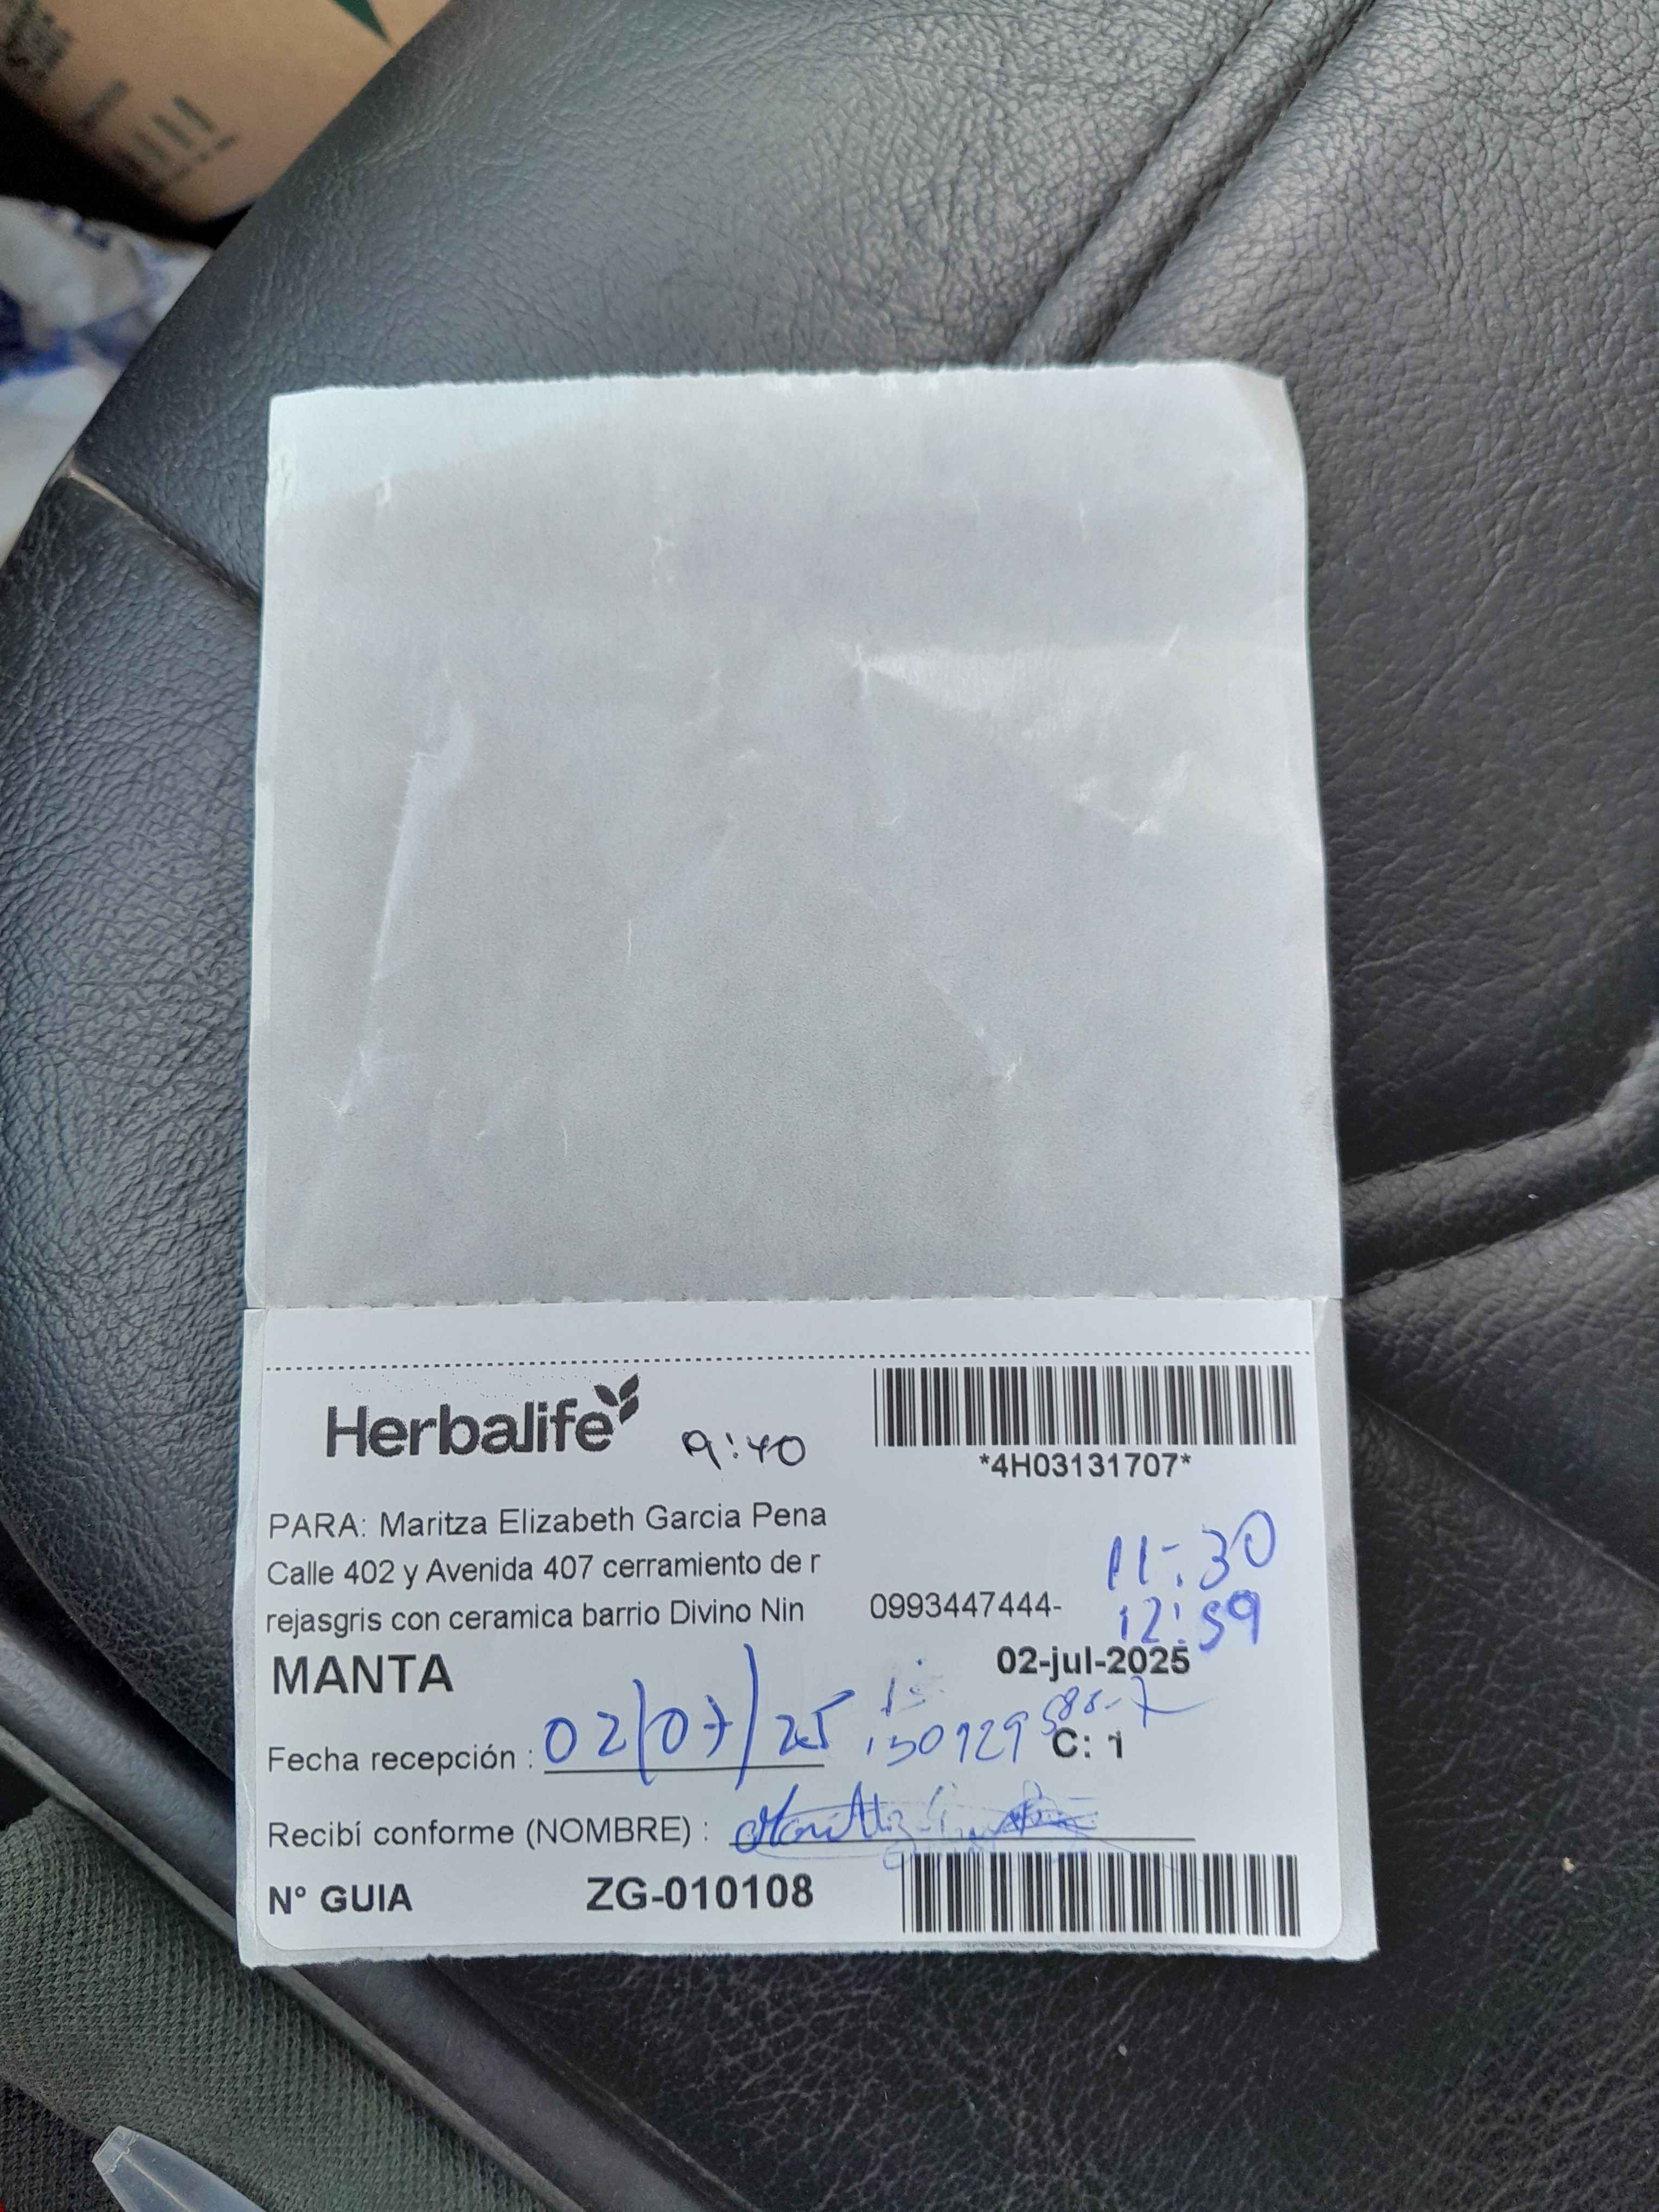 Herbalife
9:40
*4H03131707*
PARA: Maritza Elizabeth Garcia Pena
Calle 402 y Avenida 407 cerramiento de r
11:30
rejasgris con ceramica barrio Divino Nin 0993447444-
12:59
MANTA
02-jul-2025
Fecha recepción : 02/07/25
C: 1
Recibí conforme (NOMBRE) :
N° GUIA ZG-010108